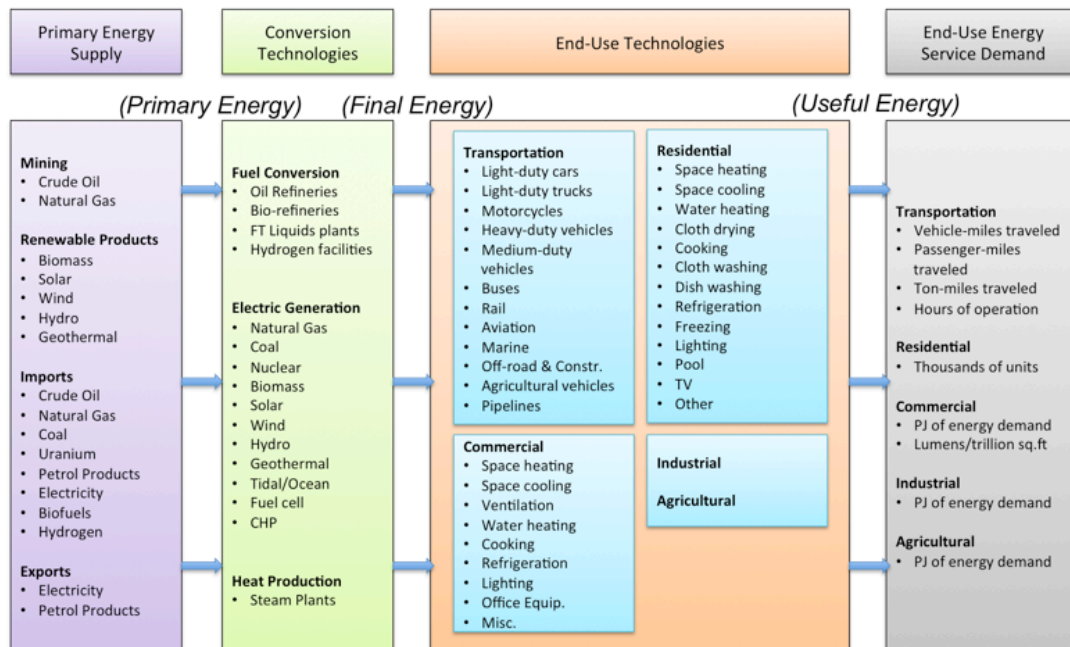 Primary Energy
Supply
Conversion
Technologies
End-Use Technologies
End-Use Energy
Service Demand
(Primary Energy)
(Final Energy)
(Useful Energy)
Mining
• Crude Oil
• Natural Gas
Renewable Products
• Biomass
• Solar
• Wind
• Hydro
• Geothermal
Imports
• Crude Oil
• Natural Gas
• Coal
• Uranium
• Petrol Products
• Electricity
• Biofuels
• Hydrogen
Exports
• Electricity
• Petrol Products
Fuel Conversion
• Oil Refineries
• Bio-refineries
• FT Liquids plants
• Hydrogen facilities
Electric Generation
• Natural Gas
• Coal
• Nuclear
• Biomass
• Solar
• Wind
• Hydro
• Geothermal
• Tidal/Ocean
• Fuel cell
• CHP
Heat Production
• Steam Plants
Transportation
• Light-duty cars
• Light-duty trucks
• Motorcycles
• Heavy-duty vehicles
• Medium-duty
vehicles
• Buses
• Rail
• Aviation
• Marine
• Off-road & Constr.
• Agricultural vehicles
• Pipelines
Residential
• Space heating
• Space cooling
• Water heating
• Cloth drying
• Cooking
• Cloth washing
• Dish washing
• Refrigeration
• Freezing
• Lighting
• Pool
• TV
• Other
Commercial
• Space heating
• Space cooling
• Ventilation
• Water heating
• Cooking
• Refrigeration
• Lighting
• Office Equip.
• Misc.
Industrial
Agricultural
Transportation
• Vehicle-miles traveled
• Passenger-miles
traveled
• Ton-miles traveled
• Hours of operation
Residential
• Thousands of units
Commercial
• PJ of energy demand
• Lumens/trillion sq.ft
Industrial
• PJ of energy demand
Agricultural
• PJ of energy demand